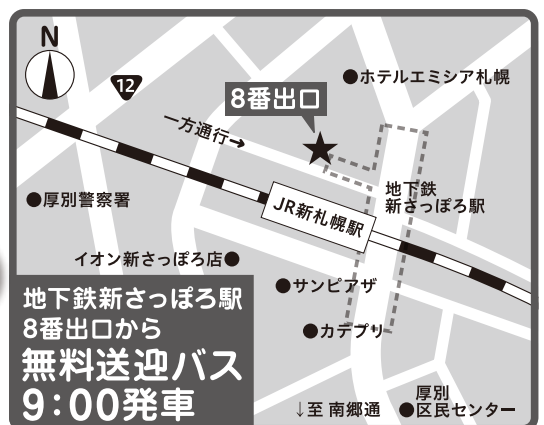 N
12
8番出口
●ホテルエミシア札幌
一方通行→
●厚別警察署
JR新札幌駅
地下鉄
新さっぽろ駅
イオン新さっぽろ店●
●サンピアザ
●カテプリ
地下鉄新さっぽろ駅
8番出口から
無料送迎バス
9:00発車
↓至 南郷通
厚別
●区民センター